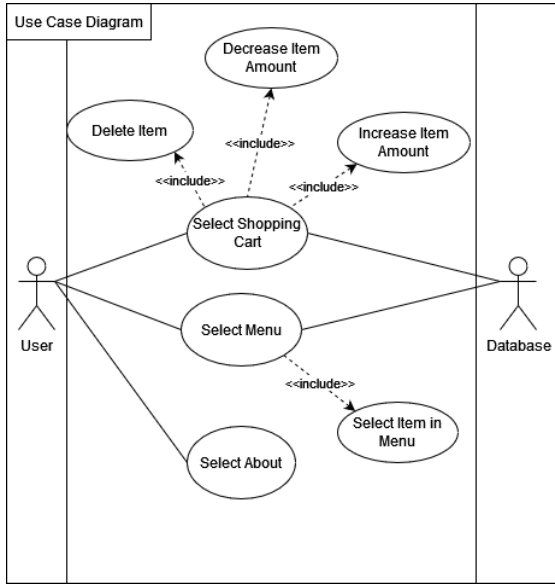 Use Case Diagram
Decrease Item
Amount
Delete Item
<<include>>
Increase Item
Amount
<<include>>
<<include>>
Select Shopping
Cart
User
Database
Select Menu
<<include>>
Select Item in
Menu
Select About